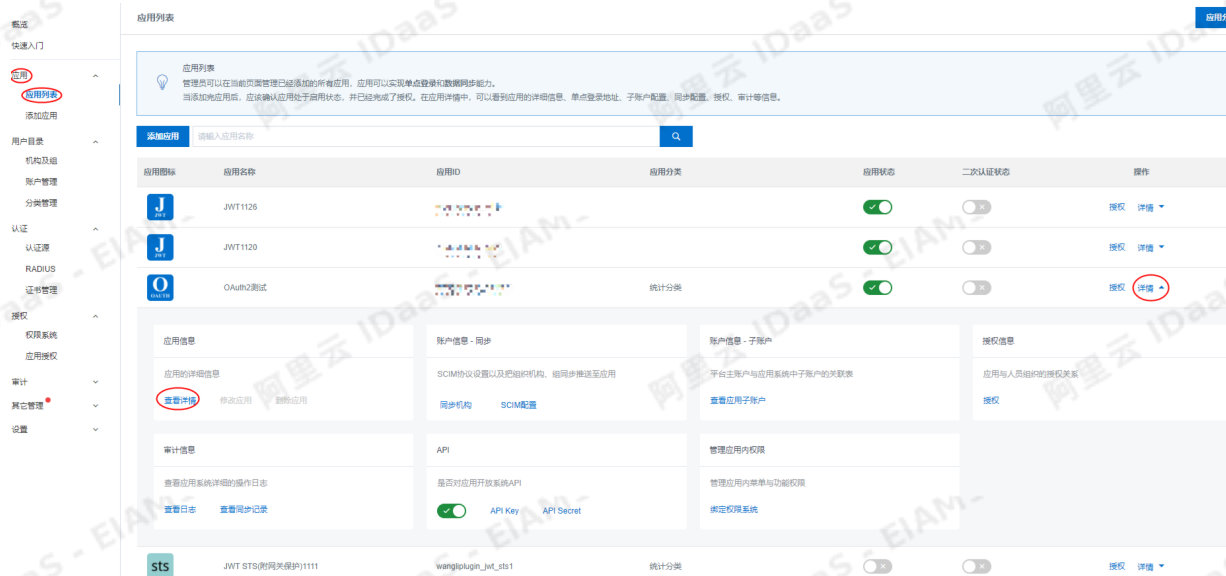 概览
快速入门
应用
应用列表
添加应用
用户目录
机构及组
账户管理
分类管理
认证
认证源
RADIUS
证书管理
授权
权限系统
应用授权
审计
其它管理
设置
应用列表
应用列表
管理员可以在当前页面管理已经添加的所有应用，应用可以实现单点登录和数据同步能力。
当添加完应用后，应该确认应用处于启用状态，并已经完成了授权。在应用详情中，可以看到应用的详细信息、单点登录地址、子账户配置、同步配置、授权、审计等信息。
添加应用 请输入应用名称
应用图标 应用名称 应用ID 应用分类 应用状态 二次认证状态 操作
J JWT JWT1126 授权 详情
J JWT JWT1120 授权 详情
O OAUTH OAuth2测试 统计分类 授权 详情
应用信息 账户信息 - 同步 账户信息 - 子账户 授权信息
应用的详细信息 SCIM协议设置以及把组织机构、组同步推送至应用 平台主账户与应用系统中子账户的关联表 应用与人员组织的授权关系
查看详情 修改应用 删除应用 同步机构 SCIM配置 查看应用子账户 授权
审计信息 API 管理应用内权限
查看应用系统详细的操作日志 是否对应用开放系统API 管理应用内菜单与功能权限
查看日志 查看同步记录 API Key API Secret 绑定权限系统
sts JWT STS(附网关保护)1111 wangliplugin_jwt_sts1 统计分类 授权 详情